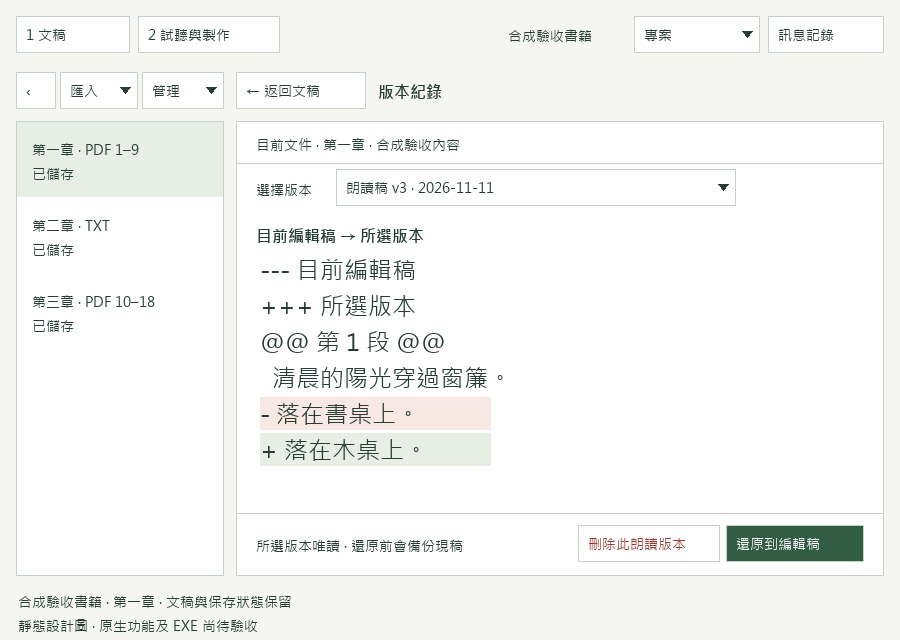 1 文稿
2 試聽與製作
合成驗收書籍
專案
訊息記錄
‹
匯入
管理
← 返回文稿
版本紀錄
第一章 · PDF 1–9
已儲存
第二章 · TXT
已儲存
第三章 · PDF 10–18
已儲存
目前文件 · 第一章 · 合成驗收內容
選擇版本
朗讀稿 v3 · 2026-11-11
目前編輯稿 → 所選版本
--- 目前編輯稿
+++ 所選版本
@@ 第 1 段 @@
清晨的陽光穿過窗簾。
- 落在書桌上。
+ 落在木桌上。
所選版本唯讀 · 還原前會備份現稿
刪除此朗讀版本
還原到編輯稿
合成驗收書籍 · 第一章 · 文稿與保存狀態保留
靜態設計圖 · 原生功能及 EXE 尚待驗收